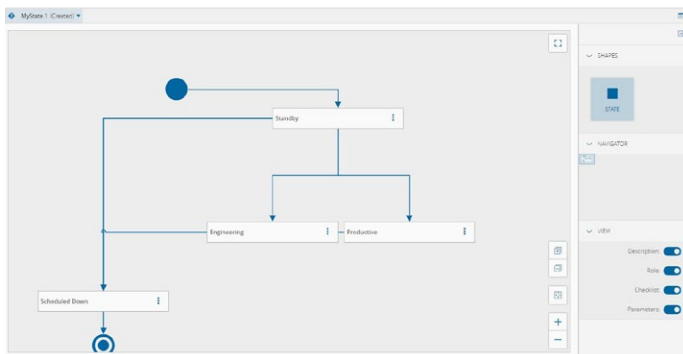 MyState 1 (Created)
SHAPES
STATE
NAVIGATOR
VIEW
Description:
Role:
Checklist:
Parameters:
Standby
Engineering
Productive
Scheduled Down